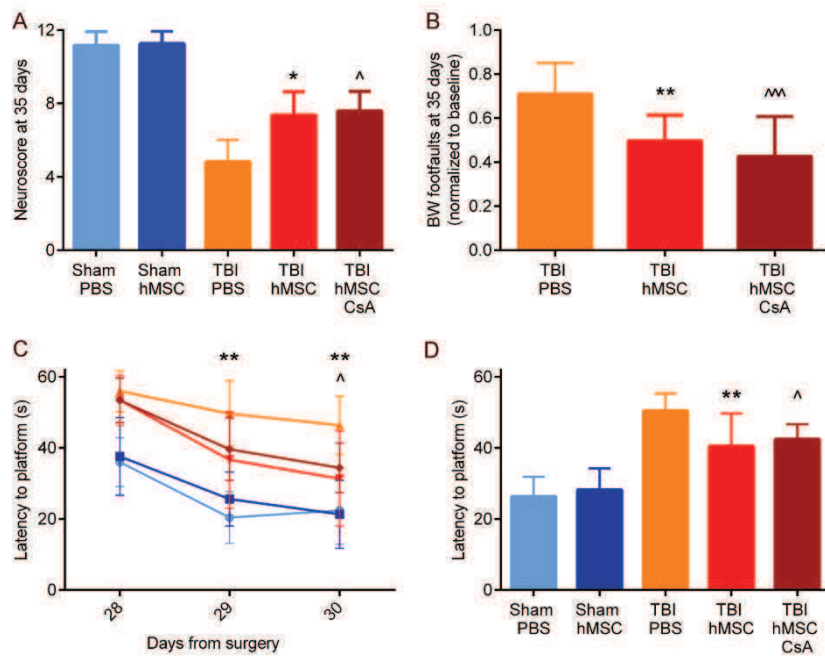 A
Neuroscore at 35 days
12
8
4
0
*
^
Sham
PBS
Sham
hMSC
TBI
PBS
TBI
hMSC
TBI
hMSC
CsA
B
BW footfaults at 35 days
(normalized to baseline)
1.0
0.8
0.6
0.4
0.2
0.0
**
^^^
TBI
PBS
TBI
hMSC
TBI
hMSC
CsA
C
Latency to platform (s)
60
40
20
0
**
**
^
28
29
30
Days from surgery
D
Latency to platform (s)
60
40
20
0
**
^
Sham
PBS
Sham
hMSC
TBI
PBS
TBI
hMSC
TBI
hMSC
CsA